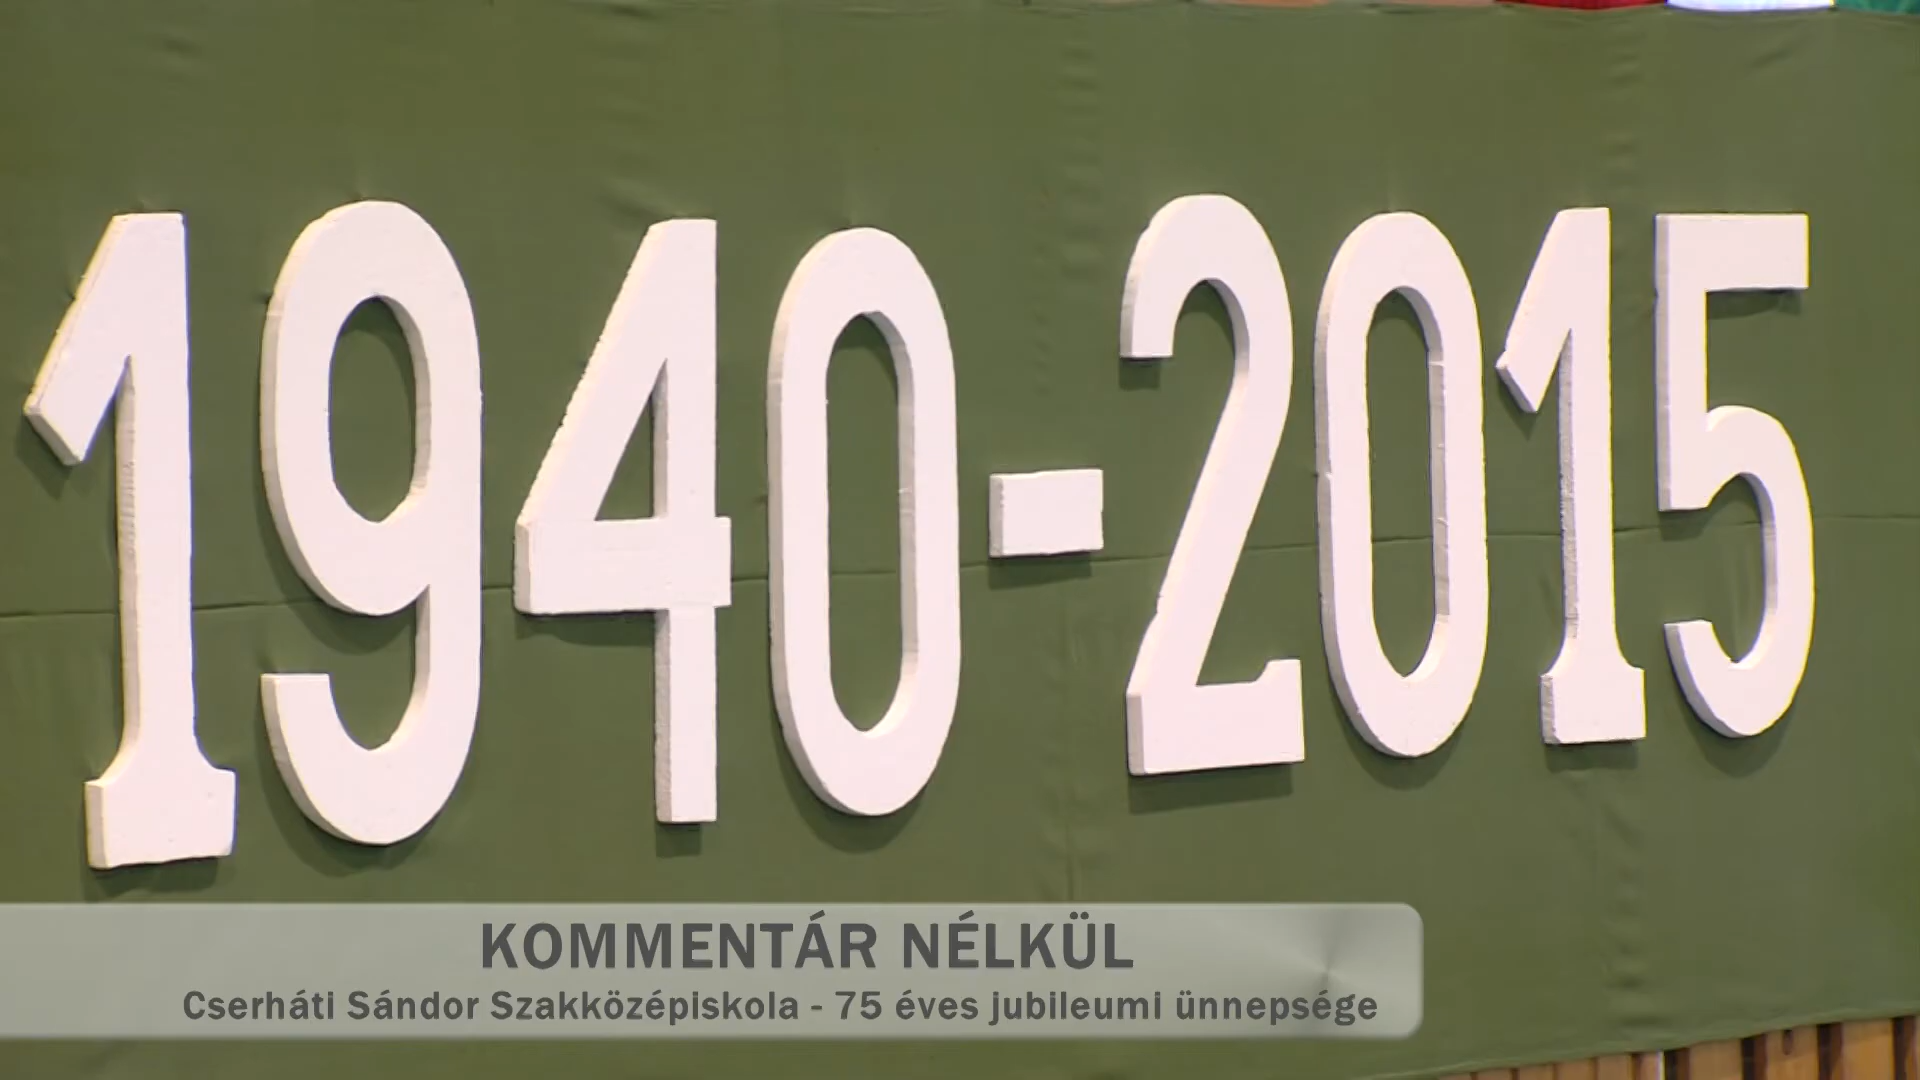 1940-2015
KOMMENTÁR NÉLKÜL
Cserháti Sándor Szakközépiskola - 75 éves jubileumi ünnepsége